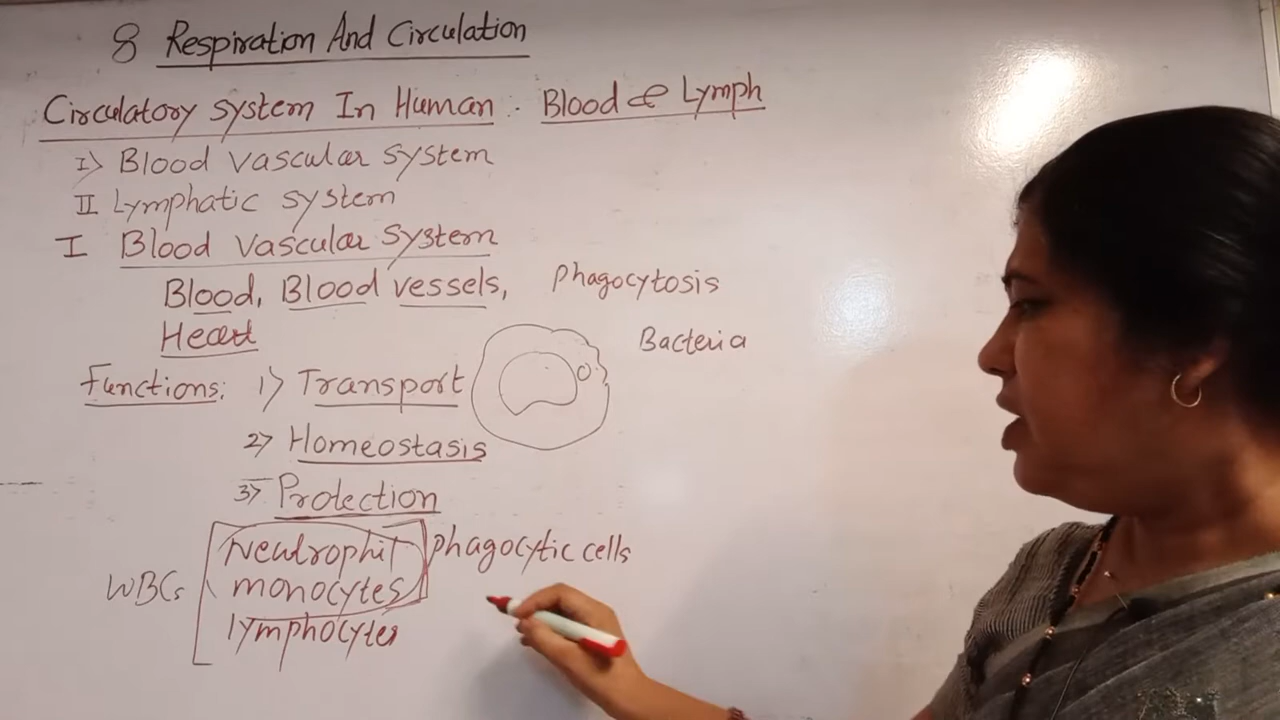 8 Respiration And Circulation
Circulatory system In Human. Blood & Lymph
I) Blood vascular system
II Lymphatic system
I Blood Vascular System
Blood, Blood vessels,
Heart
Phagocytosis
Bacteria
Functions: 1) Transport
2) Homeostasis
3) Protection
WBCs
Neutrophil
monocytes
lymphocytes
phagocytic cells